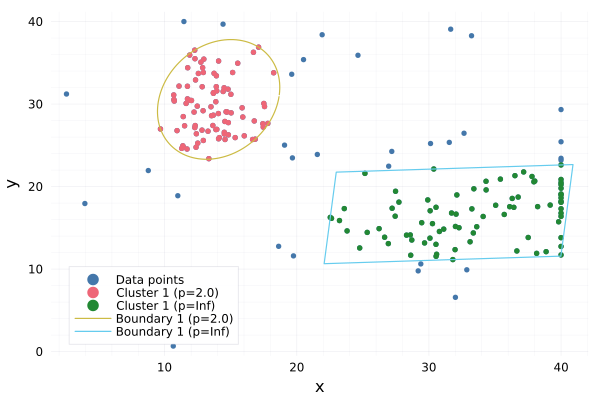 40
30
20
10
0
y
Data points
Cluster 1 (p=2.0)
Cluster 1 (p=Inf)
Boundary 1 (p=2.0)
Boundary 1 (p=Inf)
10 20 30 40
x